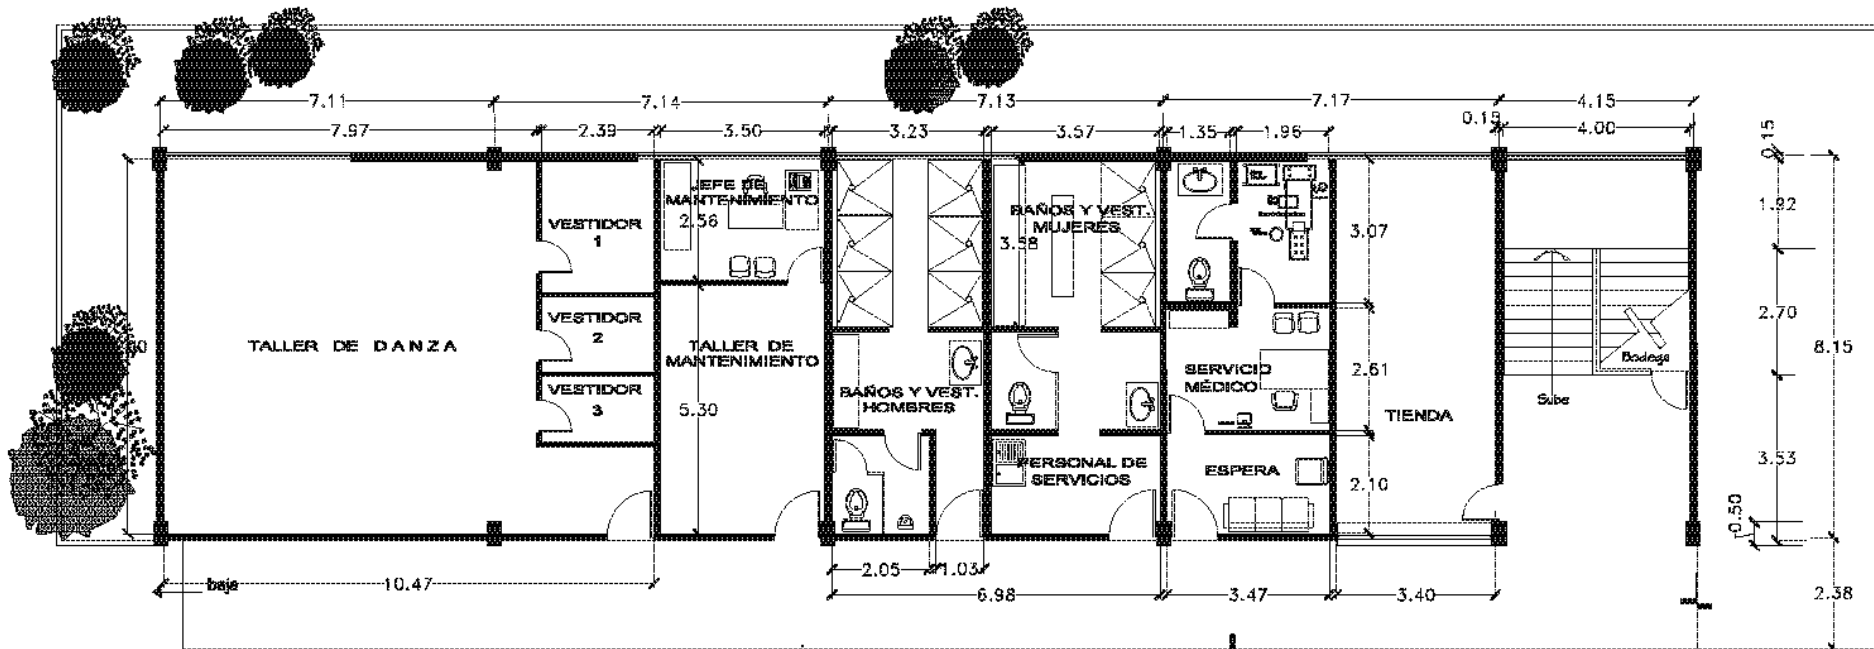 7.11 7.14 7.13 7.17 4.15
7.97 2.39 3.50 3.23 3.57 1.35 1.96 0.15 4.00
0.15
JEFE DE
MANTENIMIENTO
2.56
VESTIDOR
1
BAÑOS Y VEST.
MUJERES
3.58
3.07
1.92
VESTIDOR
2
TALLER DE DANZA
TALLER DE
MANTENIMIENTO
2.70
8.15
Bodega
SERVICIO
MÉDICO
2.61
VESTIDOR
3
BAÑOS Y VEST.
HOMBRES
5.30
Sube
TIENDA
PERSONAL DE
SERVICIOS
ESPERA
2.10
3.53
0.50
baja
10.47
2.05 1.03
6.98 3.47 3.40
2.38